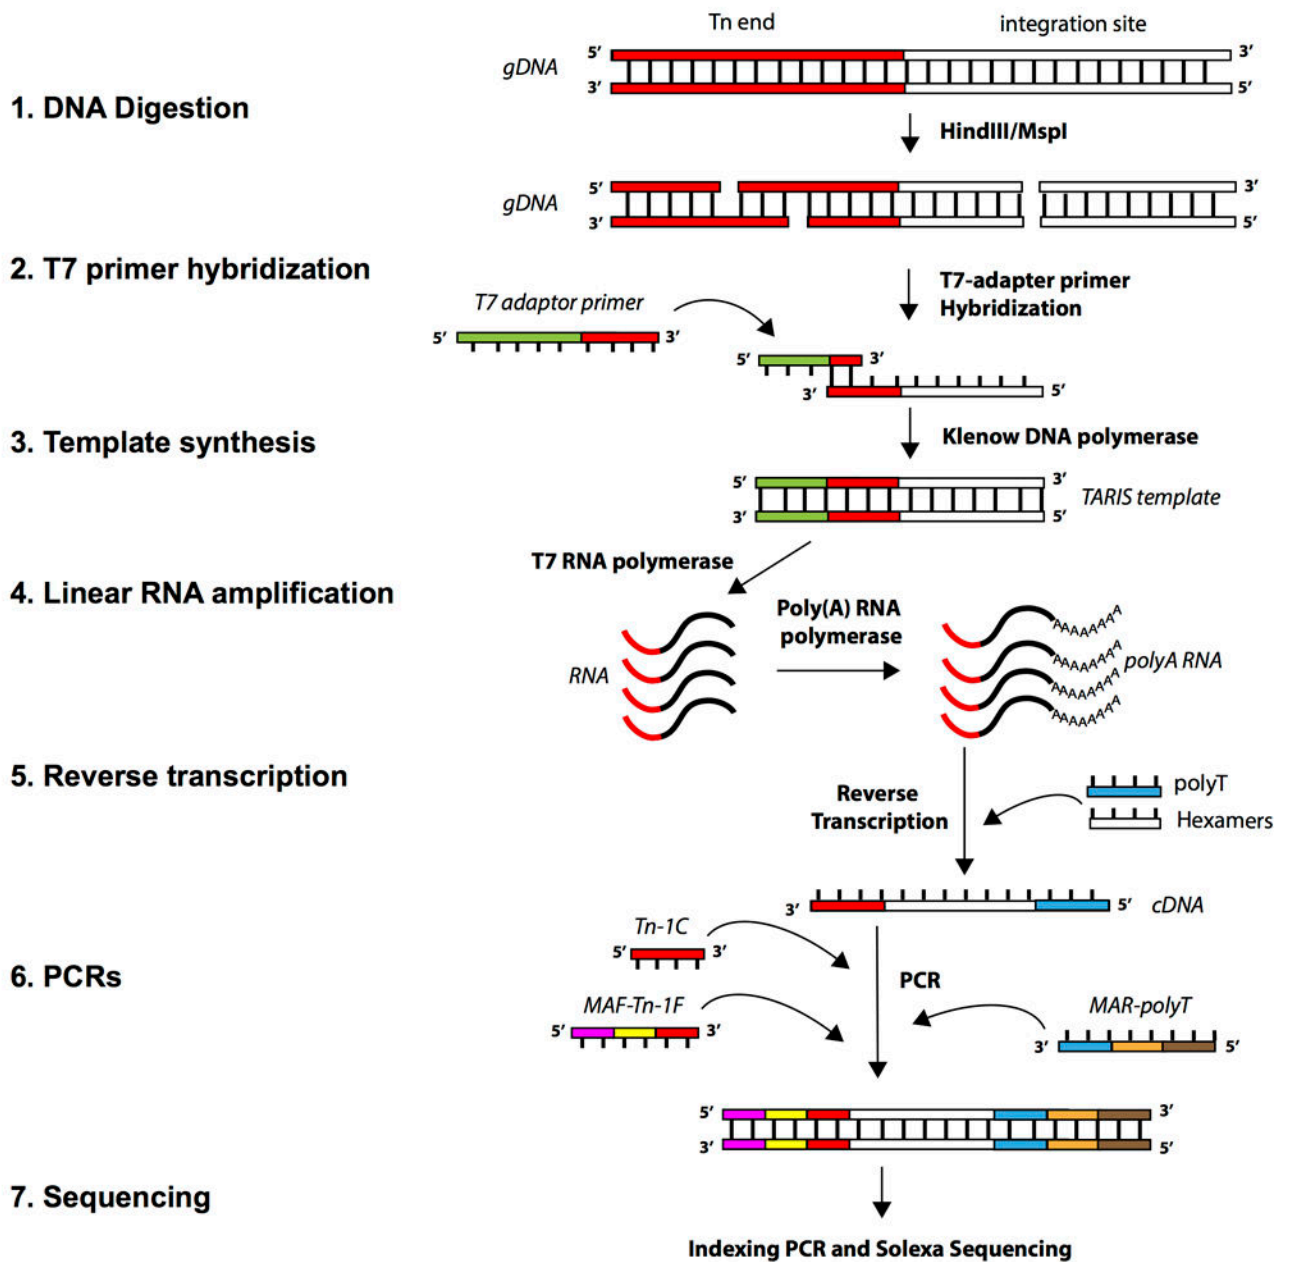 Tn end
integration site
5′ 3′
gDNA
3′ 5′
1. DNA Digestion
HindIII/MspI
5′ 3′
gDNA
3′ 5′
2. T7 primer hybridization
T7-adapter primer
Hybridization
T7 adaptor primer
5′ 3′
5′ 3′
3′ 5′
3. Template synthesis
Klenow DNA polymerase
5′ 3′
TARIS template
3′ 5′
T7 RNA polymerase
4. Linear RNA amplification
Poly(A) RNA
polymerase
RNA
AAAAAAAA
AAAAAAAA
AAAAAAAA
AAAAAAAA
polyA RNA
5. Reverse transcription
Reverse
Transcription
polyT
Hexamers
3′ 5′ cDNA
Tn-1C
5′ 3′
6. PCRs
PCR
MAF-Tn-1F
5′ 3′
MAR-polyT
3′ 5′
5′ 3′
3′ 5′
7. Sequencing
Indexing PCR and Solexa Sequencing